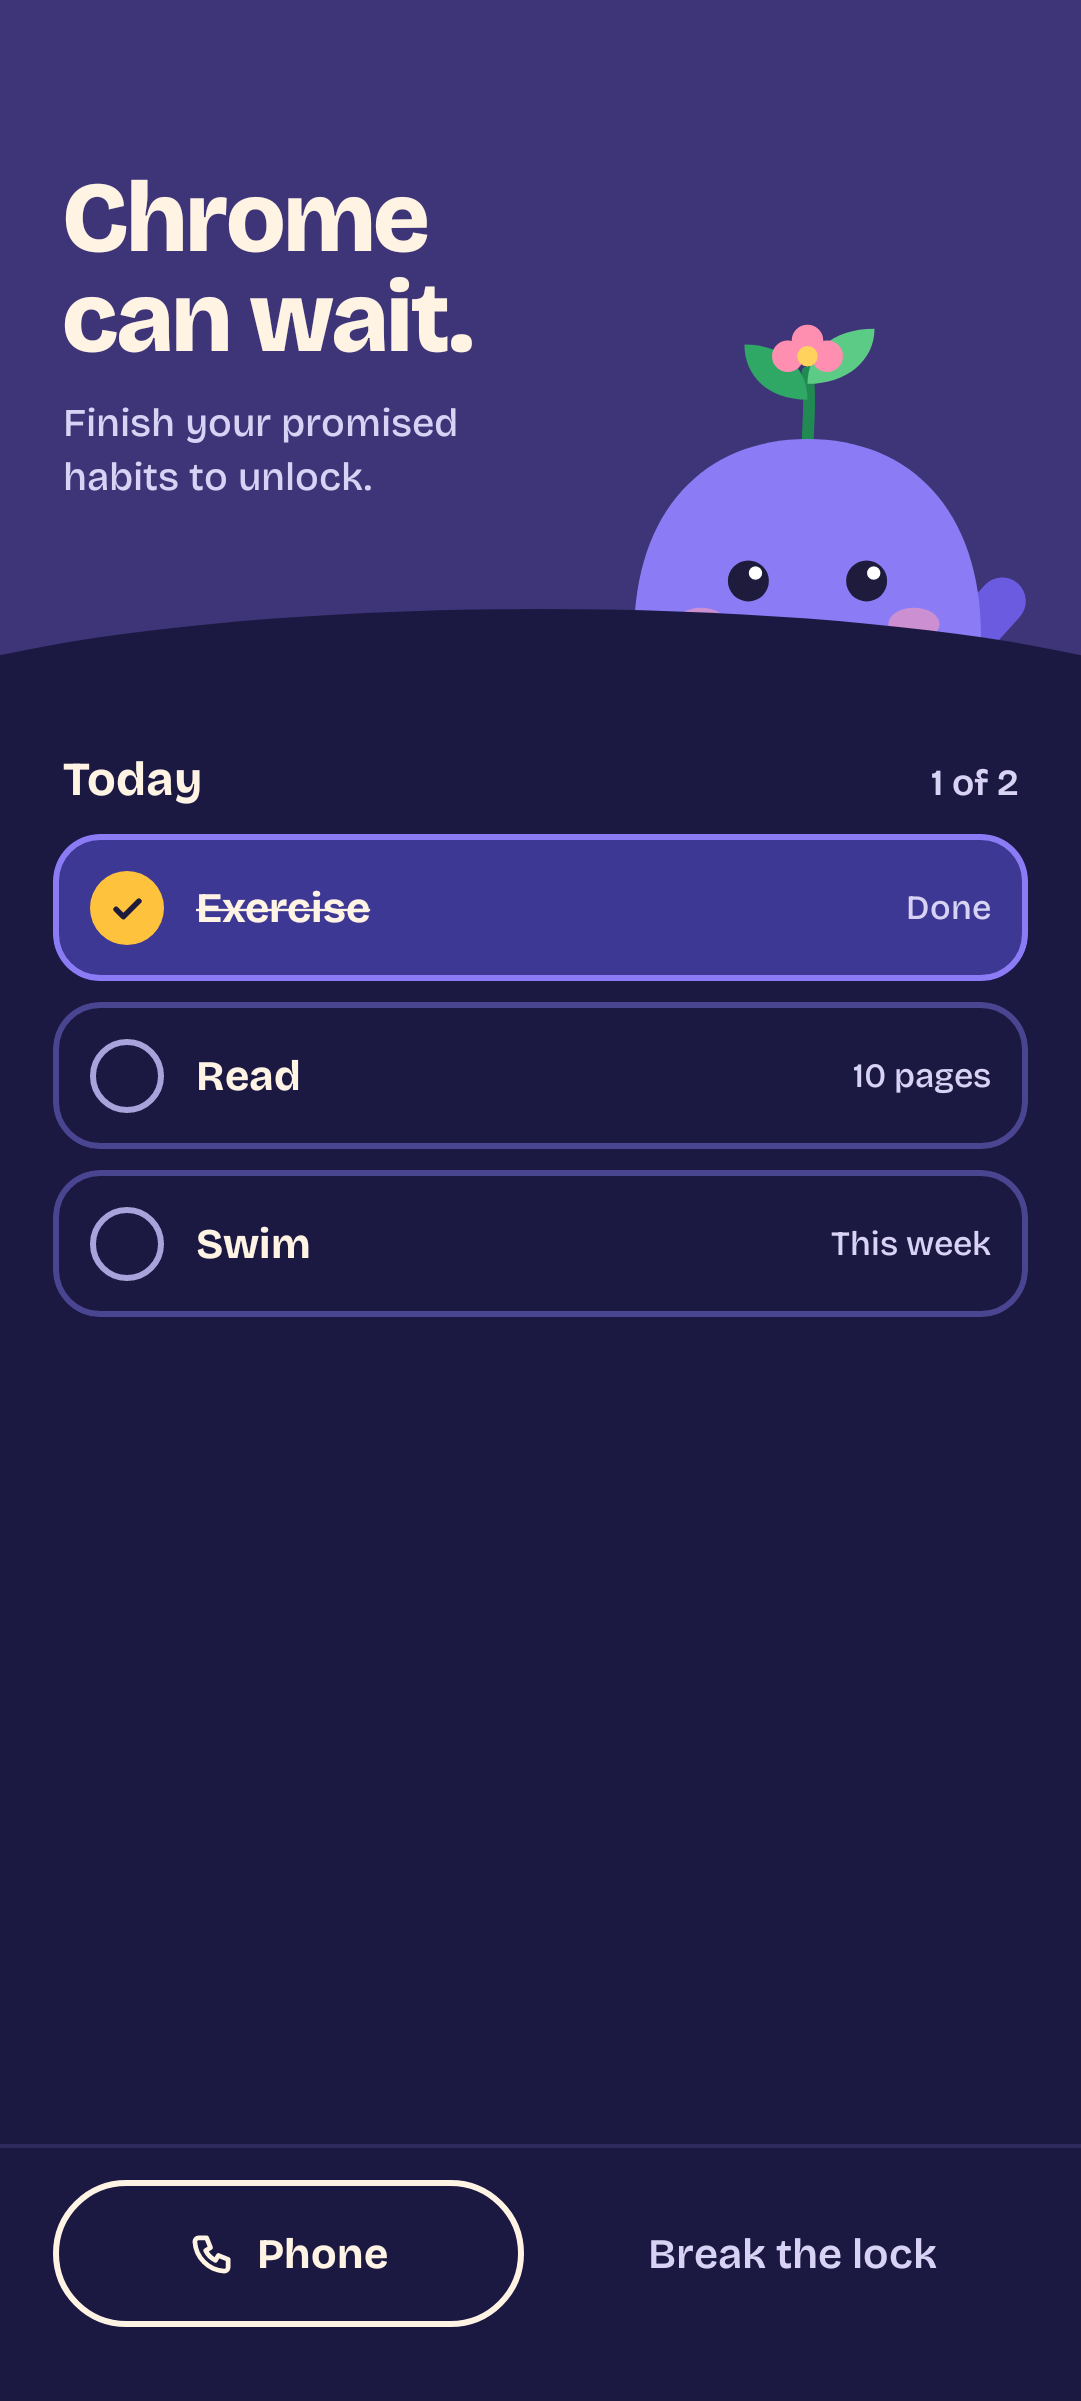 Chrome
can wait.
Finish your promised
habits to unlock.
Today
1 of 2
Exercise
Done
Read
10 pages
Swim
This week
Phone
Break the lock